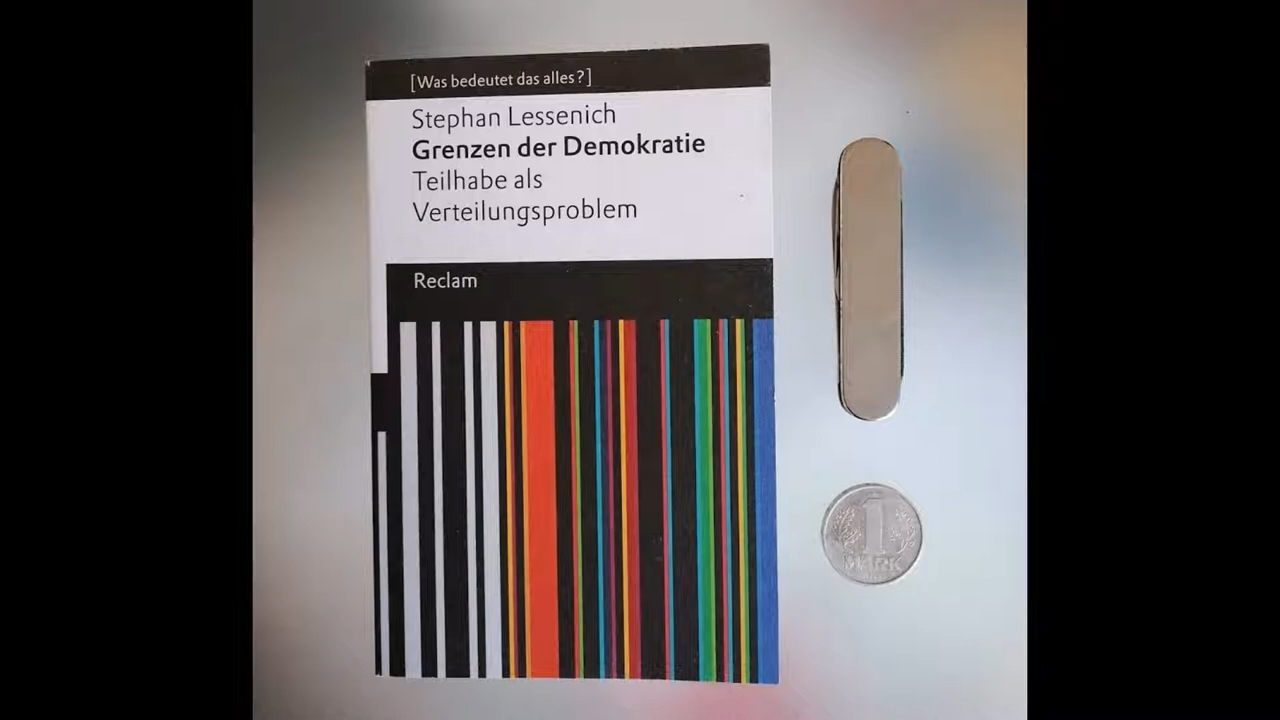 [Was bedeutet das alles?]
Stephan Lessenich
Grenzen der Demokratie
Teilhabe als
Verteilungsproblem
Reclam
1
MARK